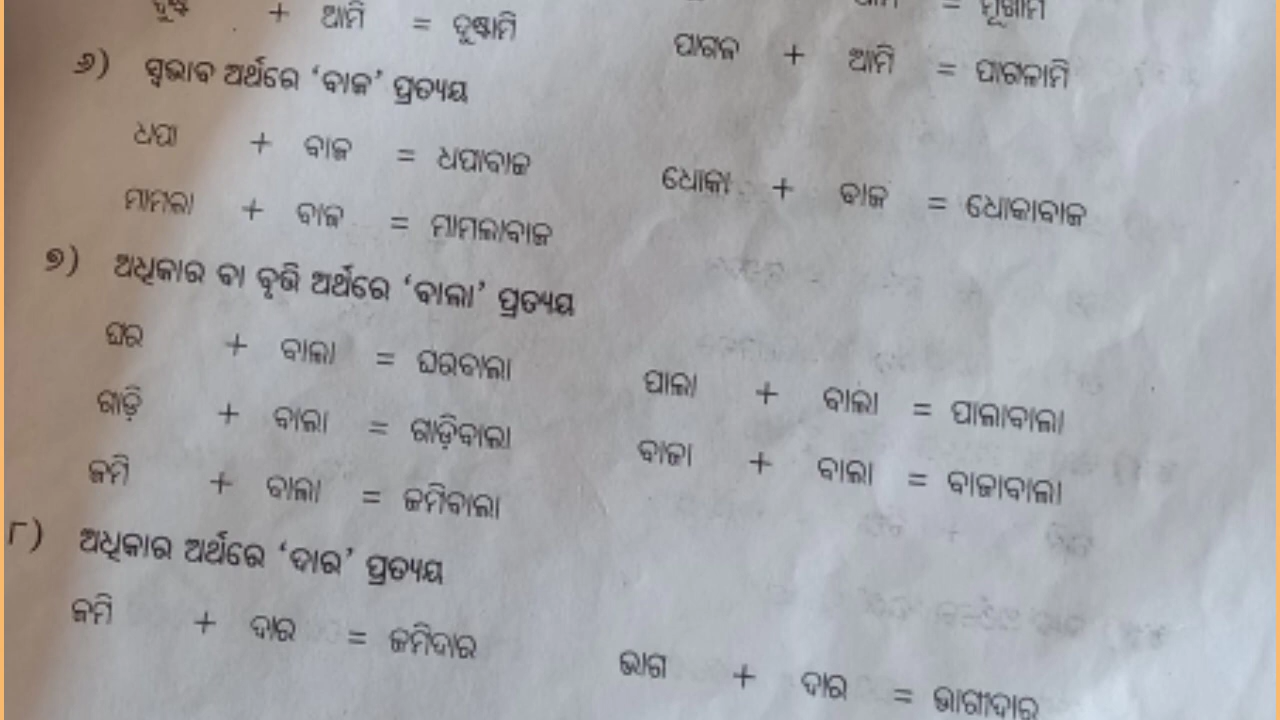 ଦୁଷ୍ଟ + ଆମି = ଦୁଷ୍ଟାମି
ପାଗଳ + ଆମି = ପାଗଳାମି
୬) ସ୍ୱଭାବ ଅର୍ଥରେ ‘ବାଜ’ ପ୍ରତ୍ୟୟ
ଧପା + ବାଜ = ଧପାବାଜ
ଧୋକା + ବାଜ = ଧୋକାବାଜ
ମାମଲା + ବାଜ = ମାମଲାବାଜ
୭) ଅଧିକାର ବା ବୃତ୍ତି ଅର୍ଥରେ ‘ବାଲା’ ପ୍ରତ୍ୟୟ
ଘର + ବାଲା = ଘରବାଲା
ପାଲା + ବାଲା = ପାଲାବାଲା
ଗାଡ଼ି + ବାଲା = ଗାଡ଼ିବାଲା
ବାଜା + ବାଲା = ବାଜାବାଲା
ଜମି + ବାଲା = ଜମିବାଲା
୮) ଅଧିକାର ଅର୍ଥରେ ‘ଦାର’ ପ୍ରତ୍ୟୟ
ଜମି + ଦାର = ଜମିଦାର
ଭାଗ + ଦାର = ଭାଗୀଦାର